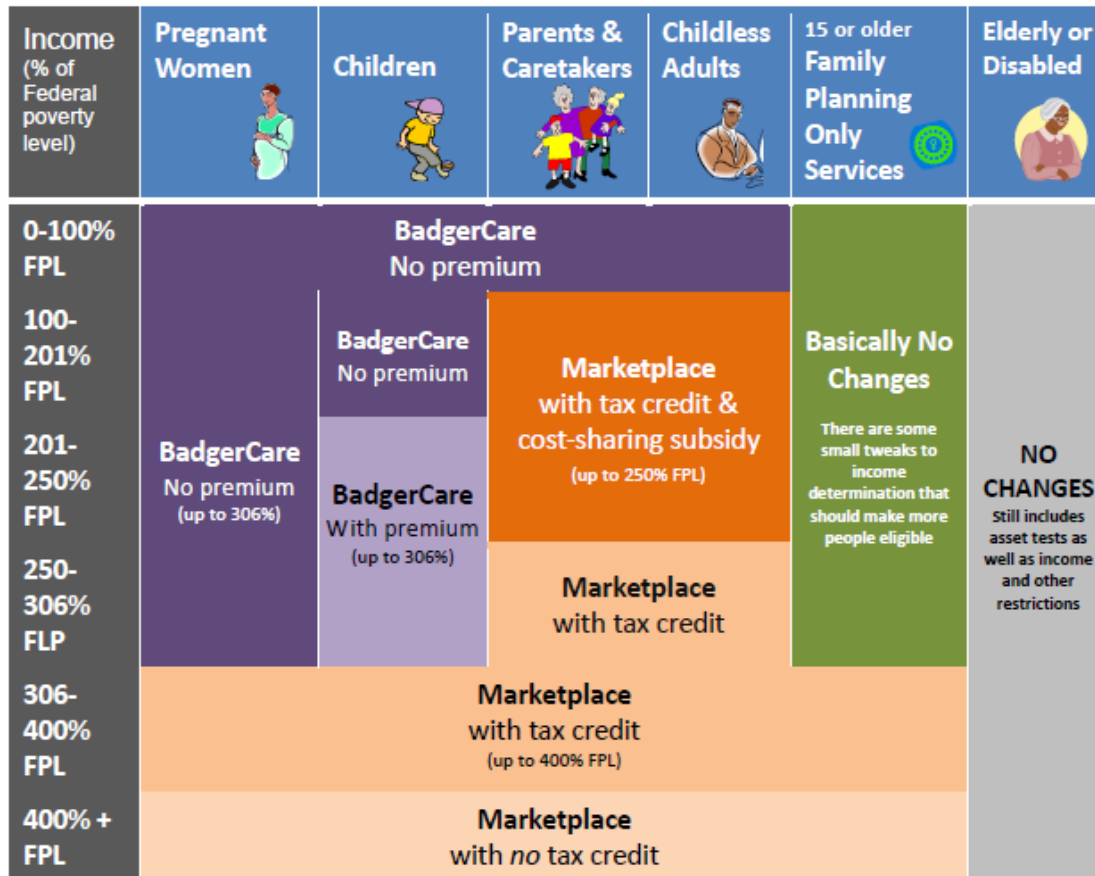 Income
(% of
Federal
poverty
level)
Pregnant
Women
Children
Parents &
Caretakers
Childless
Adults
15 or older
Family
Planning
Only
Services
Elderly or
Disabled
0-100%
FPL
BadgerCare
No premium
100-
201%
FPL
BadgerCare
No premium
Marketplace
with tax credit &
cost-sharing subsidy
(up to 250% FPL)
Basically No
Changes
There are some
small tweaks to
income
determination that
should make more
people eligible
201-
250%
FPL
BadgerCare
No premium
(up to 306%)
BadgerCare
With premium
(up to 306%)
NO
CHANGES
Still includes
asset tests as
well as income
and other
restrictions
250-
306%
FLP
Marketplace
with tax credit
306-
400%
FPL
Marketplace
with tax credit
(up to 400% FPL)
400% +
FPL
Marketplace
with no tax credit